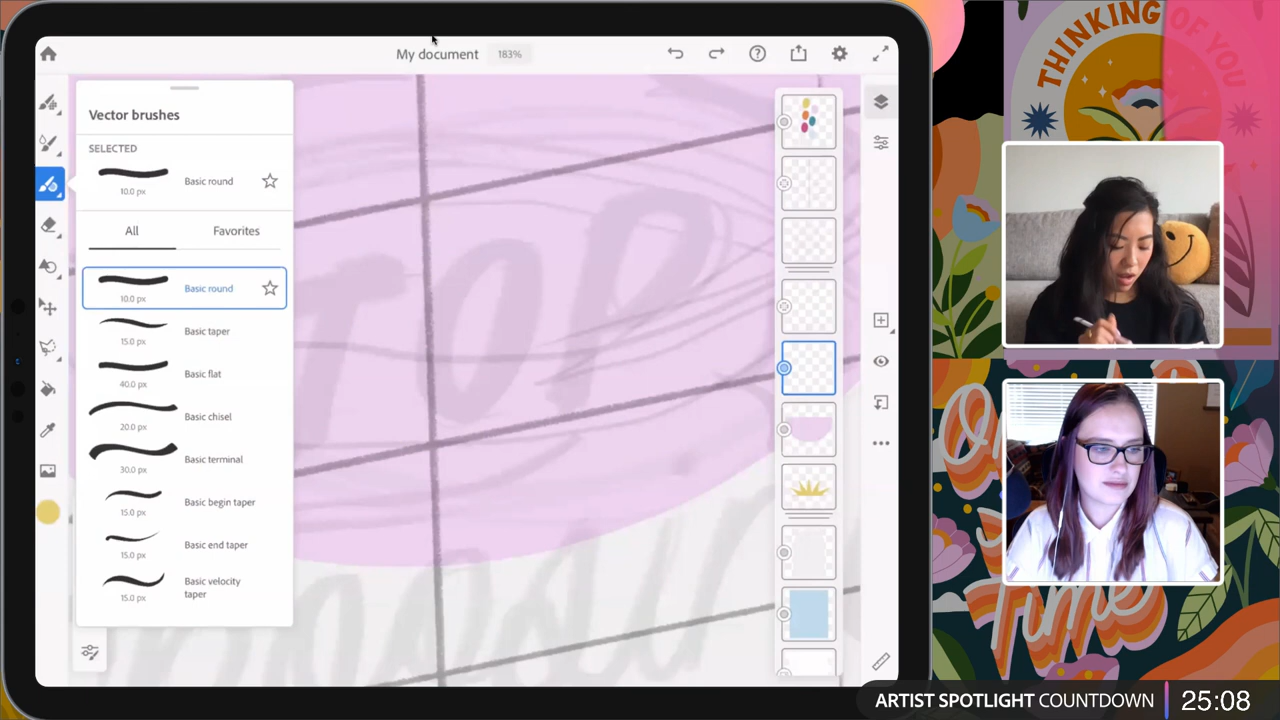 My document
183%
Vector brushes
SELECTED
Basic round
10.0 px
All
Favorites
Basic round
10.0 px
Basic taper
15.0 px
Basic flat
40.0 px
Basic chisel
20.0 px
Basic terminal
30.0 px
Basic begin taper
15.0 px
Basic end taper
15.0 px
Basic velocity
taper
15.0 px
THINKING OF YOU
Time
ARTIST SPOTLIGHT COUNTDOWN
25:08